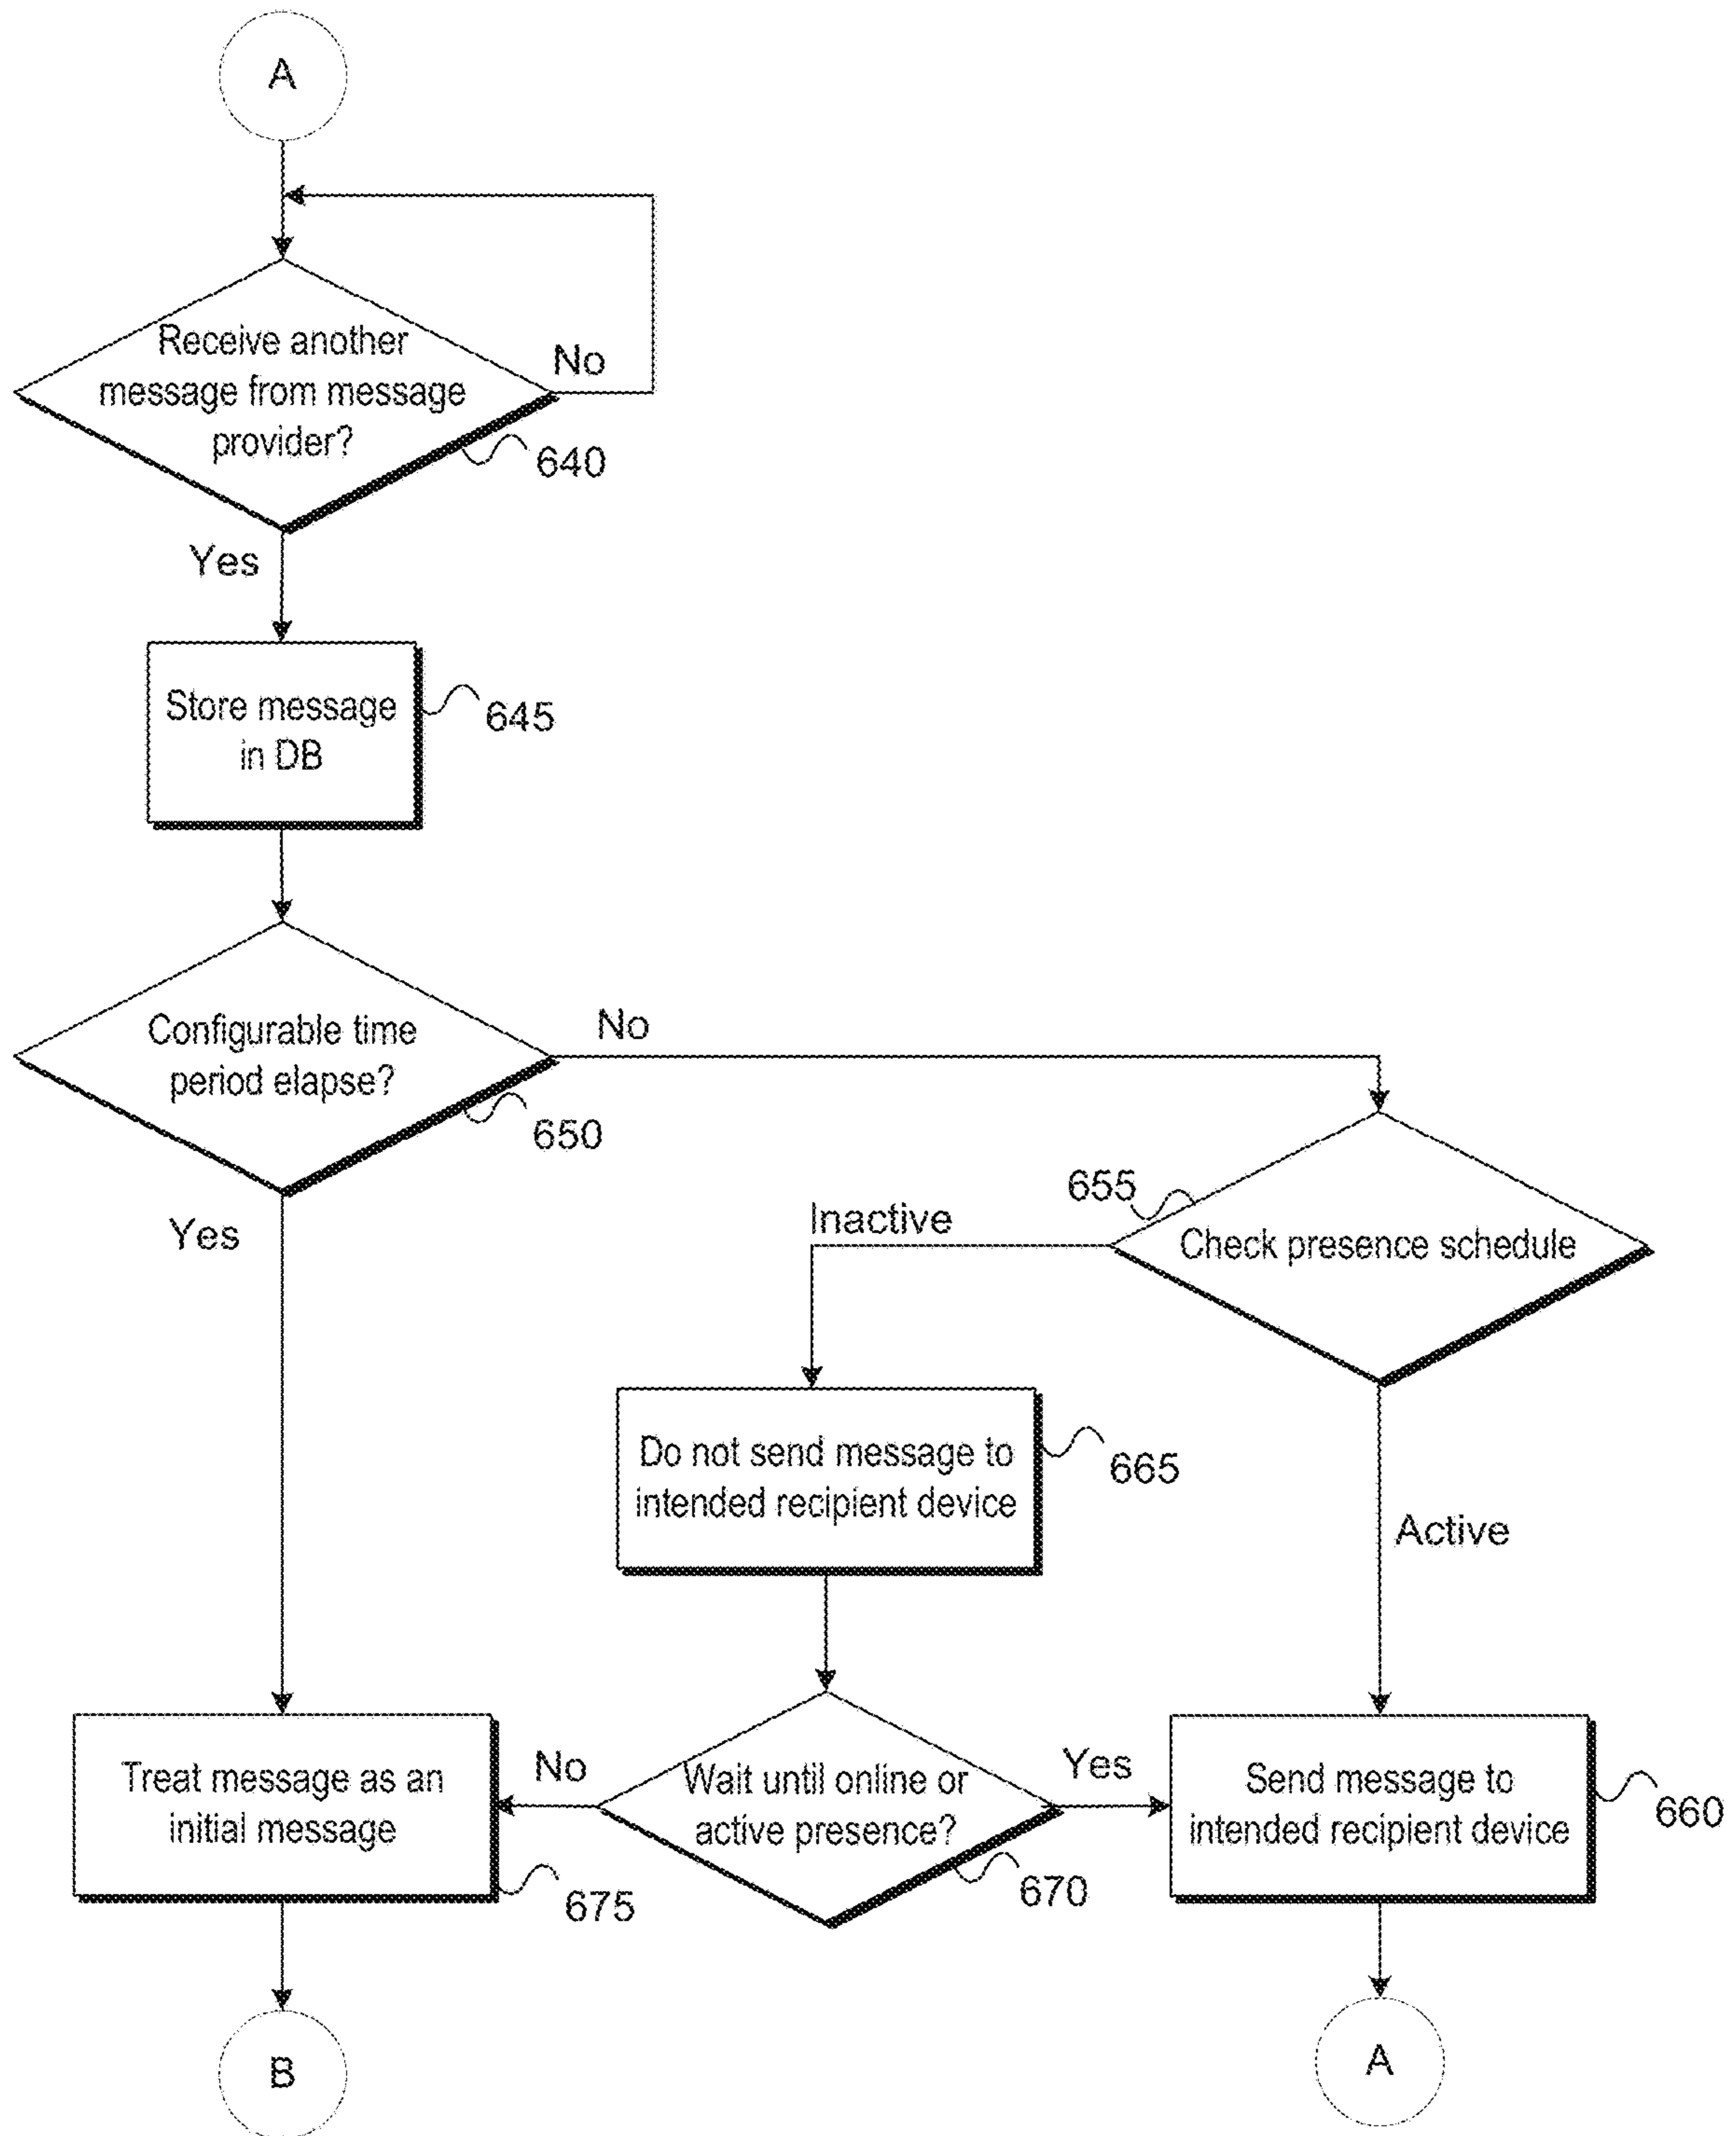 A
Receive another
message from message
provider?
No
640
Yes
Store message
in DB
645
Configurable time
period elapse?
No
650
Yes
655
Inactive
Check presence schedule
Do not send message to
intended recipient device
665
Active
Treat message as an
initial message
675
No
Wait until online or
active presence?
Yes
670
Send message to
intended recipient device
660
B
A